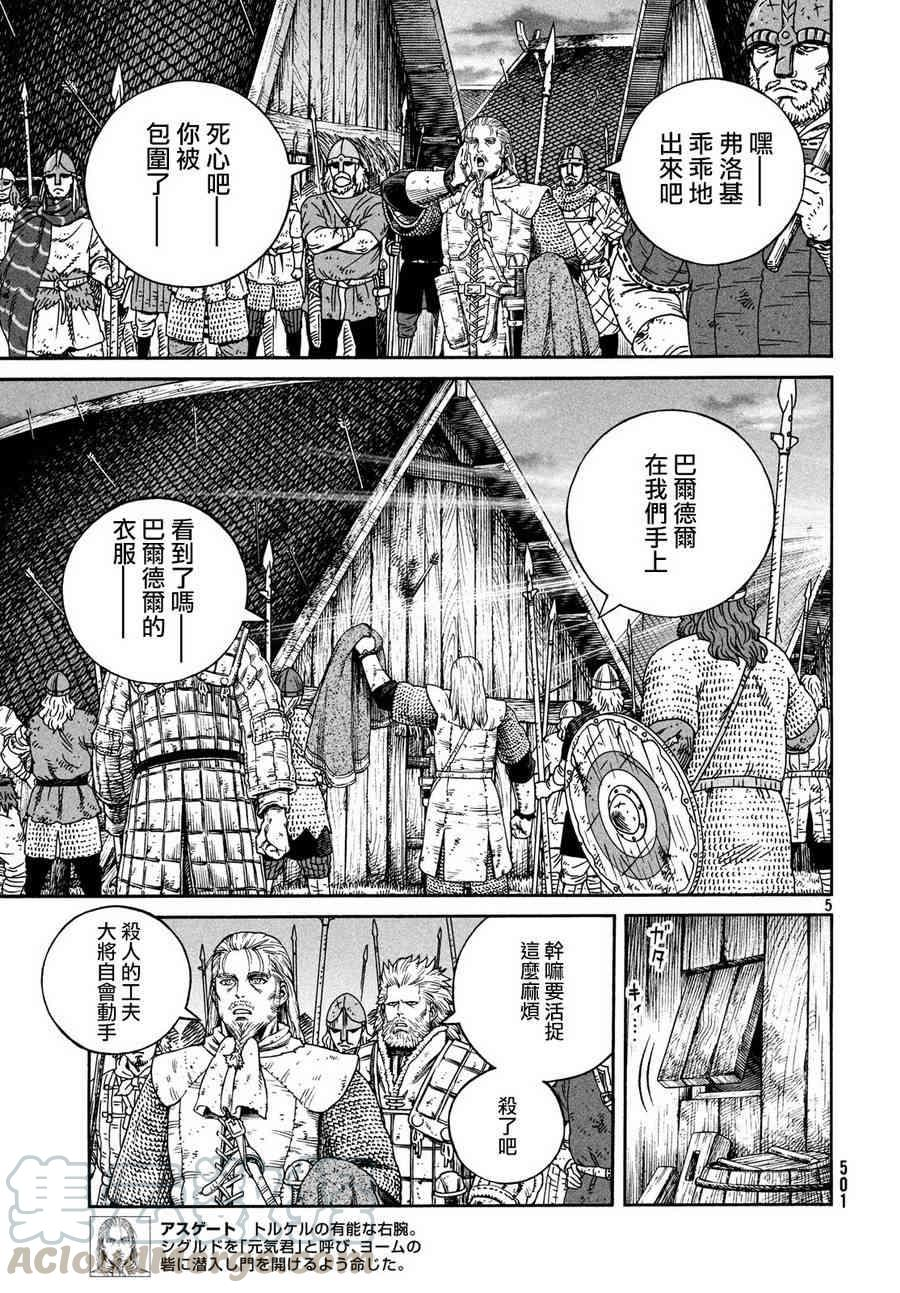 嘿——
弗洛基
乖乖地
出來吧
死心吧
你被
包圍了——
巴爾德爾
在我們手上
看到了嗎——
巴爾德爾的
衣服——
5
ガタ
ギィ…
幹嘛要活捉
這麼麻煩
殺了吧
殺人的工夫
大將自會動手
501
アスゲート　トルケルの有能な右腕。
シグルドを「元気君」と呼び、ヨームの
砦に潜入し門を開けるよう命じた。